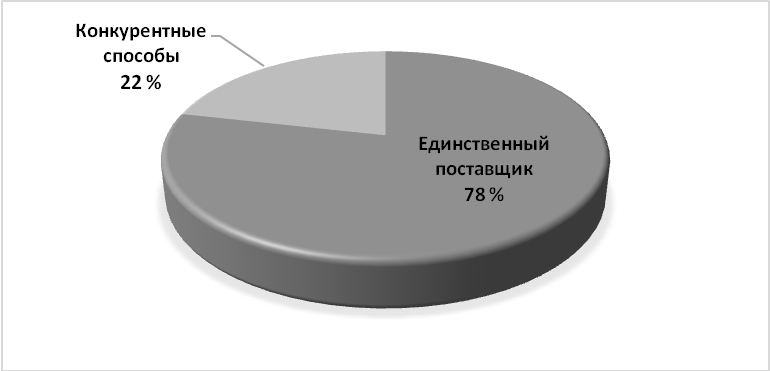 Конкурентные
способы
22 %
Единственный
поставщик
78 %